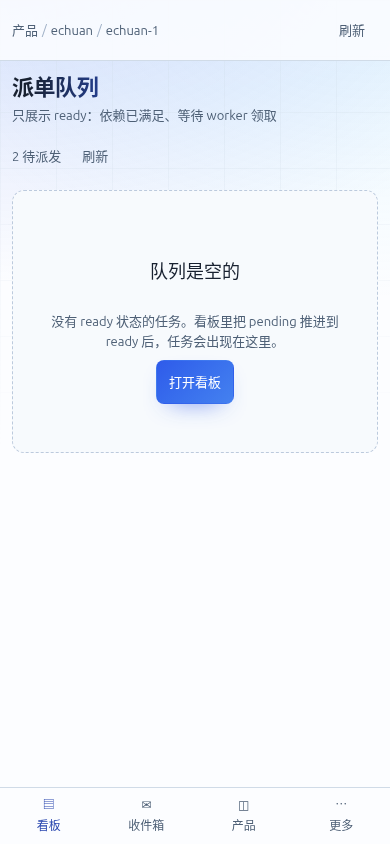 产品 / echuan / echuan-1
刷新
派单队列
只展示 ready：依赖已满足、等待 worker 领取
2 待派发 刷新
队列是空的
没有 ready 状态的任务。看板里把 pending 推进到
ready 后，任务会出现在这里。
打开看板
看板 收件箱 产品 更多